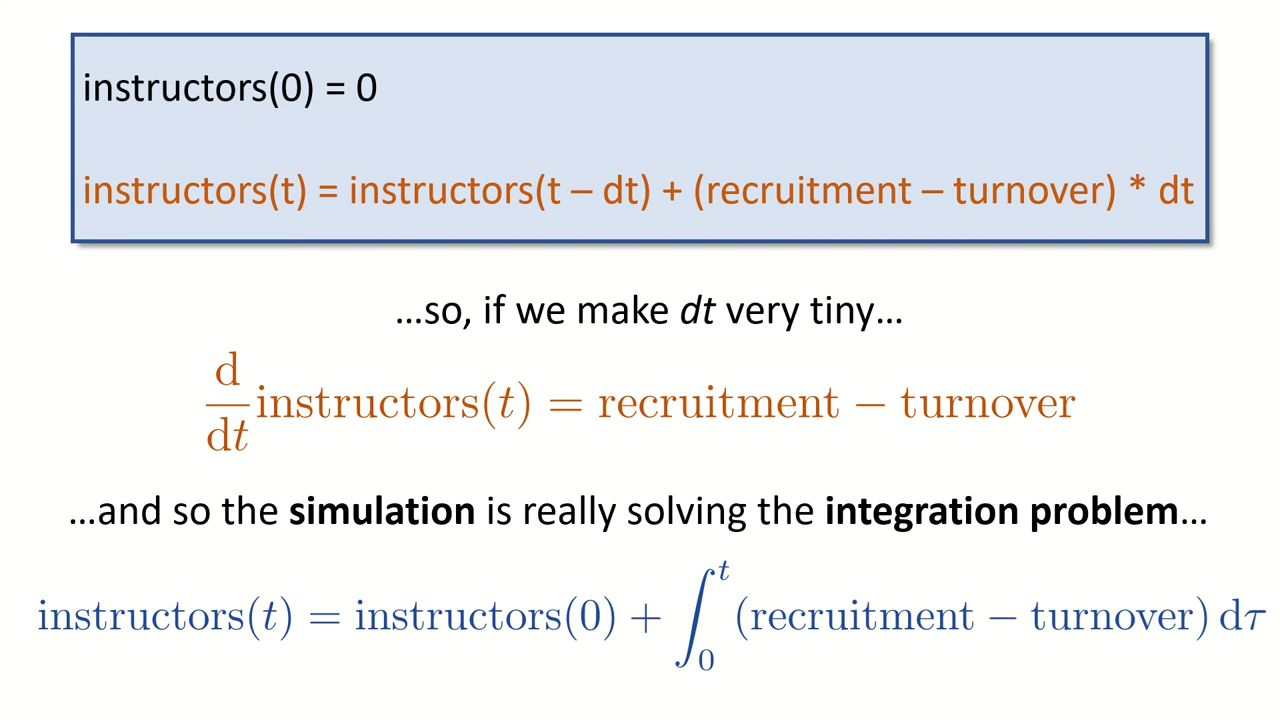 instructors(0) = 0
instructors(t) = instructors(t – dt) + (recruitment – turnover) * dt
…so, if we make dt very tiny…
d/dt instructors(t) = recruitment − turnover
…and so the simulation is really solving the integration problem…
instructors(t) = instructors(0) + ∫₀ᵗ (recruitment − turnover) dτ